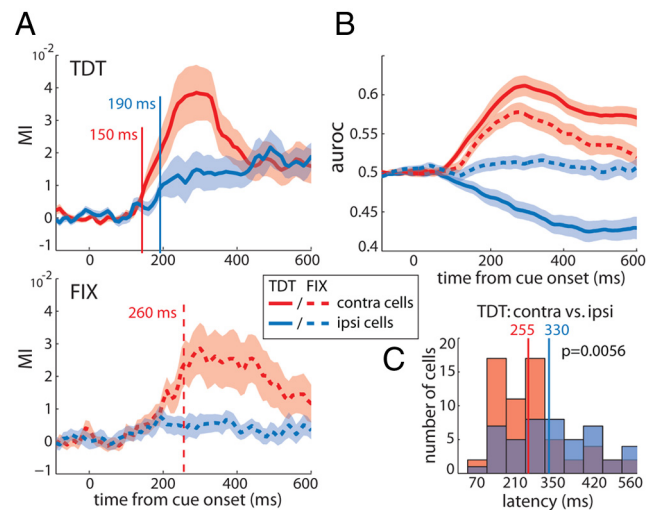 A
10-2
TDT
4
3
2
1
0
-1
MI
190 ms
150 ms
0 200 400 600
10-2
FIX
4
3
2
1
0
−1
MI
260 ms
0 200 400 600
time from cue onset (ms)
TDT FIX
/ contra cells
/ ipsi cells
B
0.6
0.55
0.5
0.45
0.4
auroc
0 200 400 600
time from cue onset (ms)
C
TDT: contra vs. ipsi
255 330
p=0.0056
20
15
10
5
0
number of cells
70 210 350 420 560
latency (ms)